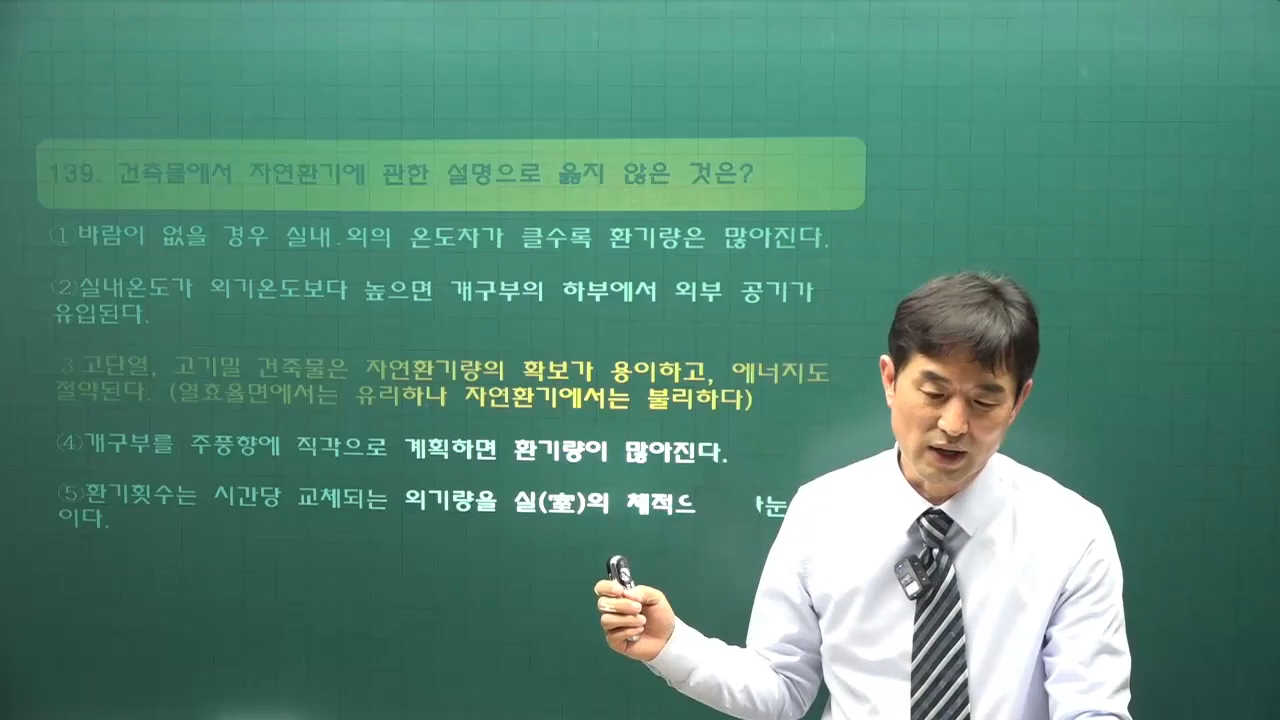 139. 건축물에서 자연환기에 관한 설명으로 옳지 않은 것은?
①바람이 없을 경우 실내.외의 온도차가 클수록 환기량은 많아진다.
②실내온도가 외기온도보다 높으면 개구부의 하부에서 외부 공기가
유입된다.
3 고단열, 고기밀 건축물은 자연환기량의 확보가 용이하고, 에너지도
절약된다. (열효율면에서는 유리하나 자연환기에서는 불리하다)
④개구부를 주풍향에 직각으로 계획하면 환기량이 많아진다.
⑤환기횟수는 시간당 교체되는 외기량을 실(室)의 체적으
이다.